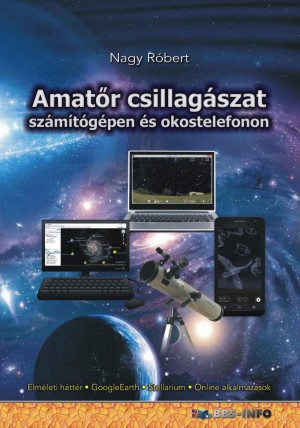 Nagy Róbert
Amatőr csillagászat
számítógépen és okostelefonon
Elméleti háttér • GoogleEarth • Stellarium • Online alkalmazások
BBS-INFO